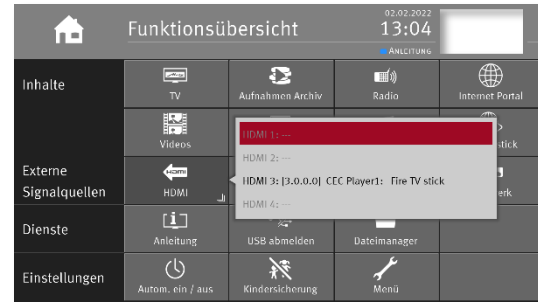 Funktionsübersicht
02.02.2022
13:04
ANLEITUNG
Inhalte
TV
Aufnahmen Archiv
Radio
Internet Portal
Videos
stick
HDMI 1: ---
HDMI 2: ---
HDMI 3: [3.0.0.0] CEC Player1: Fire TV stick
HDMI 4: ---
Externe
Signalquellen
HDMI
erk
Dienste
Anleitung
USB abmelden
Dateimanager
Einstellungen
Autom. ein / aus
Kindersicherung
Menü